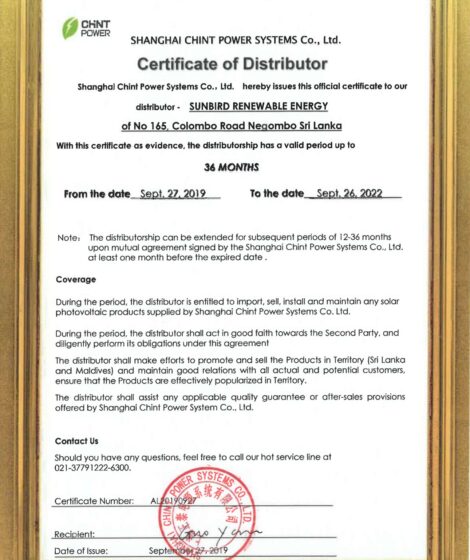 CHNT
POWER
SHANGHAI CHINT POWER SYSTEMS Co., Ltd.
Certificate of Distributor
Shanghai Chint Power Systems Co., Ltd. hereby issues this official certificate to our
distributor - SUNBIRD RENEWABLE ENERGY
of No 165, Colombo Road Negombo Sri Lanka
With this certificate as evidence, the distributorship has a valid period up to
36 MONTHS
From the date Sept. 27, 2019 To the date Sept. 26, 2022
Note: The distributorship can be extended for subsequent periods of 12-36 months
upon mutual agreement signed by the Shanghai Chint Power Systems Co., Ltd.
at least one month before the expired date .
Coverage
During the period, the distributor is entitled to import, sell, install and maintain any solar
photovoltaic products supplied by Shanghai Chint Power Systems Co. Ltd.
During the period, the distributor shall act in good faith towards the Second Party, and
diligently perform its obligations under this agreement
The distributor shall make efforts to promote and sell the Products in Territory (Sri Lanka
and Maldives) and maintain good relations with all actual and potential customers,
ensure that the Products are effectively popularized in Territory.
The distributor shall assist any applicable quality guarantee or after-sales provisions
offered by Shanghai Chint Power System Co., Ltd.
Contact Us
Should you have any questions, feel free to call our hot service line at
021-37791222-6300.
Certificate Number: AL20190927
CHINT POWER SYSTEMS CO., LTD.
有限公司
Recipient:
Date of Issue: September 27, 2019